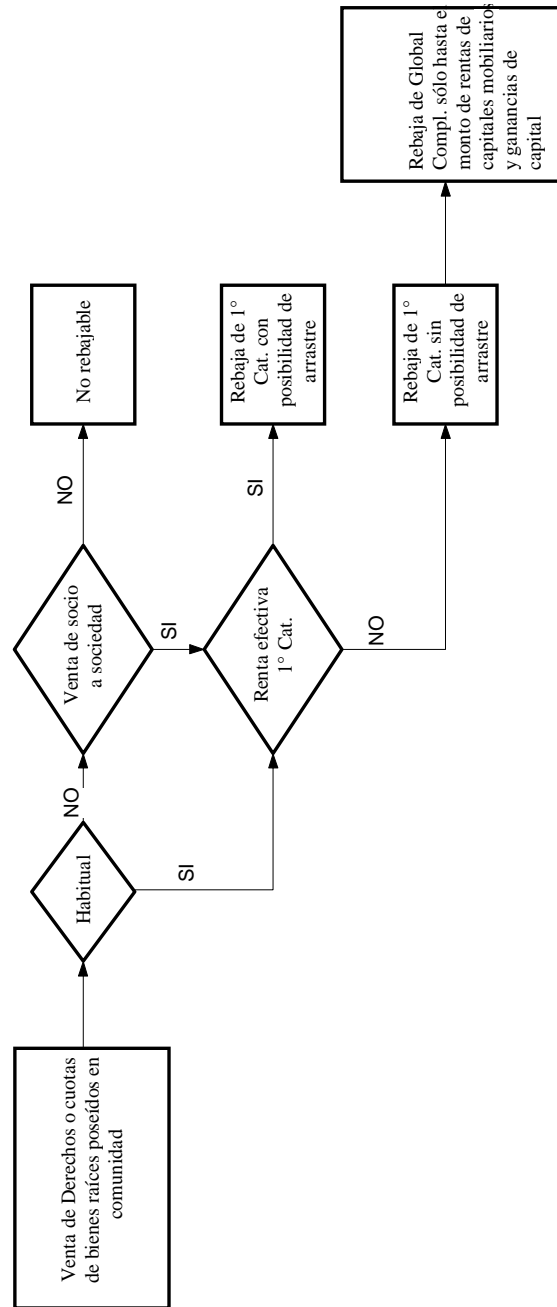 Venta de Derechos o cuotas
de bienes raíces poseídos en
comunidad
Habitual
NO
SI
Venta de socio
a sociedad
NO
SI
No rebajable
Renta efectiva
1° Cat.
SI
NO
Rebaja de 1°
Cat. con
posibilidad de
arrastre
Rebaja de 1°
Cat. sin
posibilidad de
arrastre
Rebaja de Global
Compl. sólo hasta el
monto de rentas de
capitales mobiliarios
y ganancias de
capital